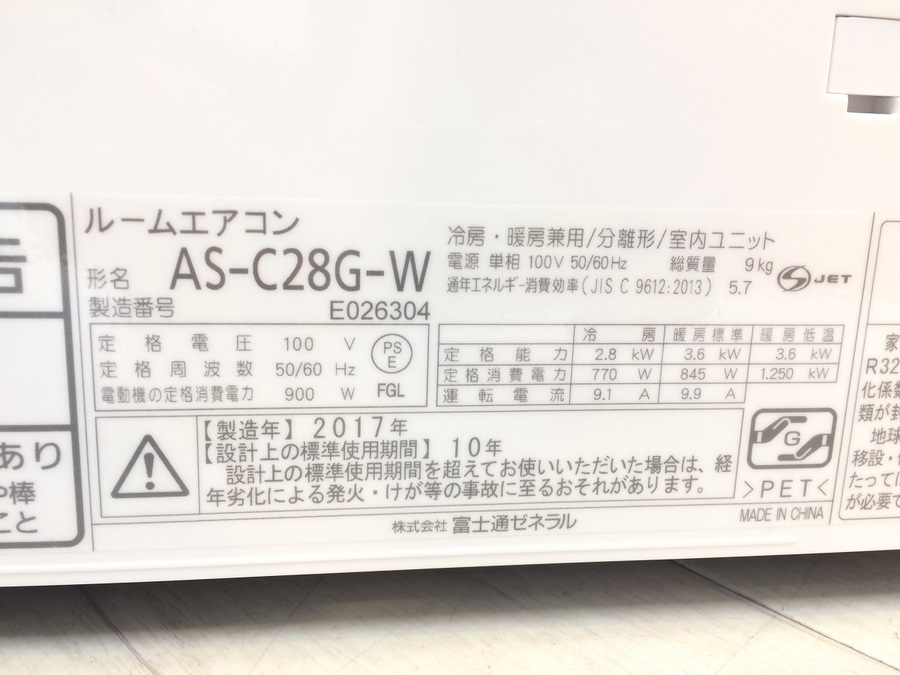 告
あり
や棒
こと
ルームエアコン
形名 AS-C28G-W
製造番号 E026304
冷房・暖房兼用/分離形/室内ユニット
電源 単相 100V 50/60Hz 総質量 9kg
通年エネルギー消費効率(JIS C 9612:2013) 5.7
JET
定格電圧 100 V
定格周波数 50/60 Hz
電動機の定格消費電力 900 W
PS
E
FGL
冷房 暖房標準 暖房低温
定格能力 2.8 kW 3.6 kW 3.6 kW
定格消費電力 770 W 845 W 1.250 kW
運転電流 9.1 A 9.9 A
【製造年】2017年
【設計上の標準使用期間】10年
設計上の標準使用期間を超えてお使いいただいた場合は、経
年劣化による発火・けが等の事故に至るおそれがあります。
G
>PET<
株式会社 富士通ゼネラル
MADE IN CHINA
家
R32
化係数
類が封
地球
移設・
たっては
が必要で